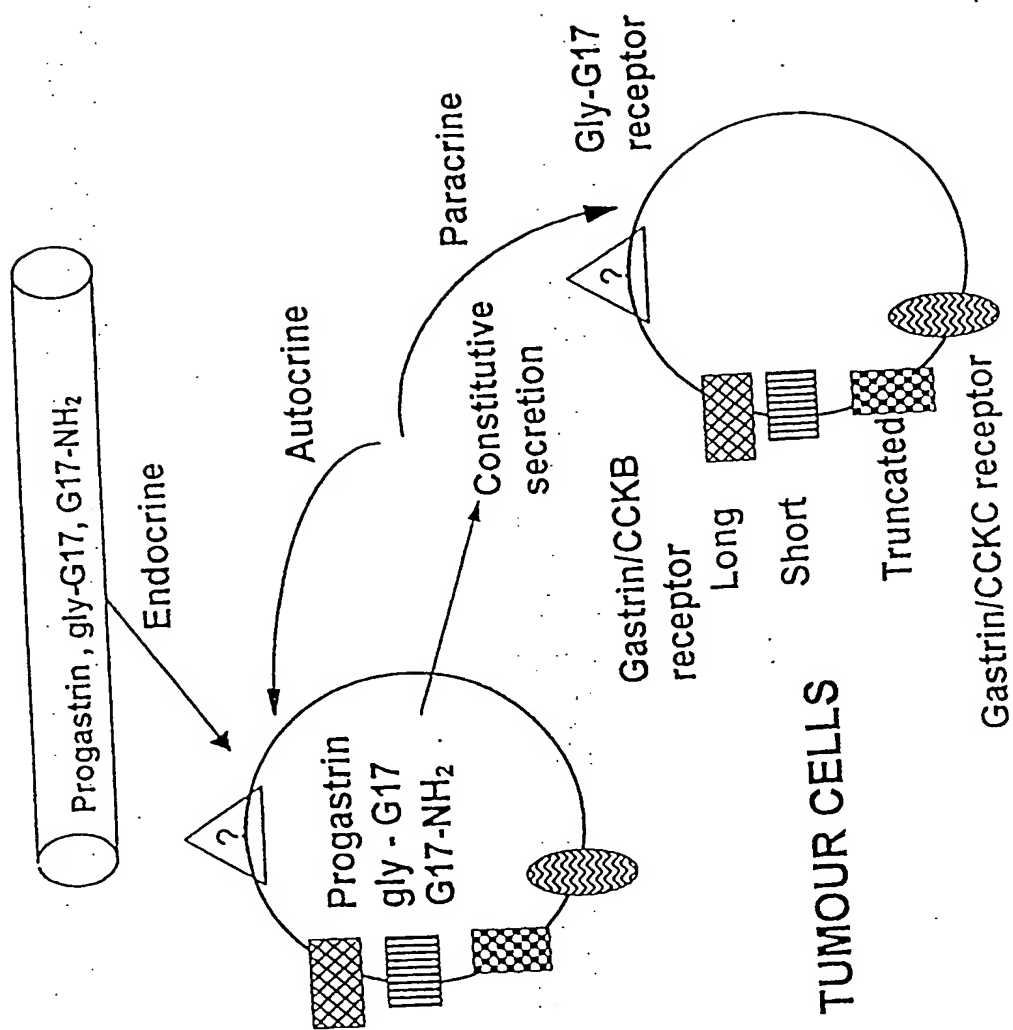 Progastrin, gly-G17, G17-NH₂
Endocrine
Autocrine
Paracrine
?
Progastrin
gly - G17
G17-NH₂
Constitutive
secretion
?
Gly-G17
receptor
Gastrin/CCKB
receptor
Long
Short
Truncated
Gastrin/CCKC receptor
TUMOUR CELLS